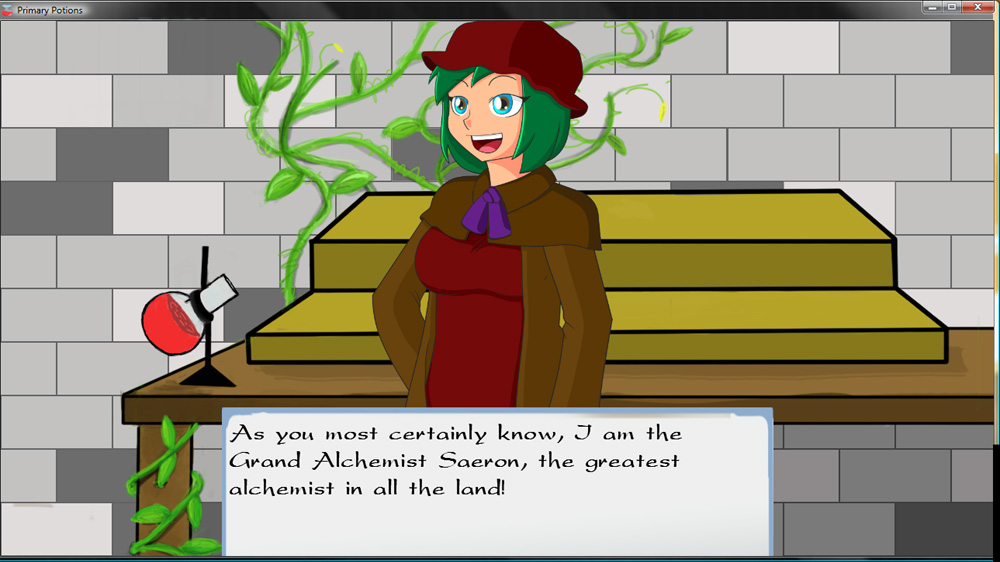 Primary Potions
As you most certainly know, I am the
Grand Alchemist Saeron, the greatest
alchemist in all the land!